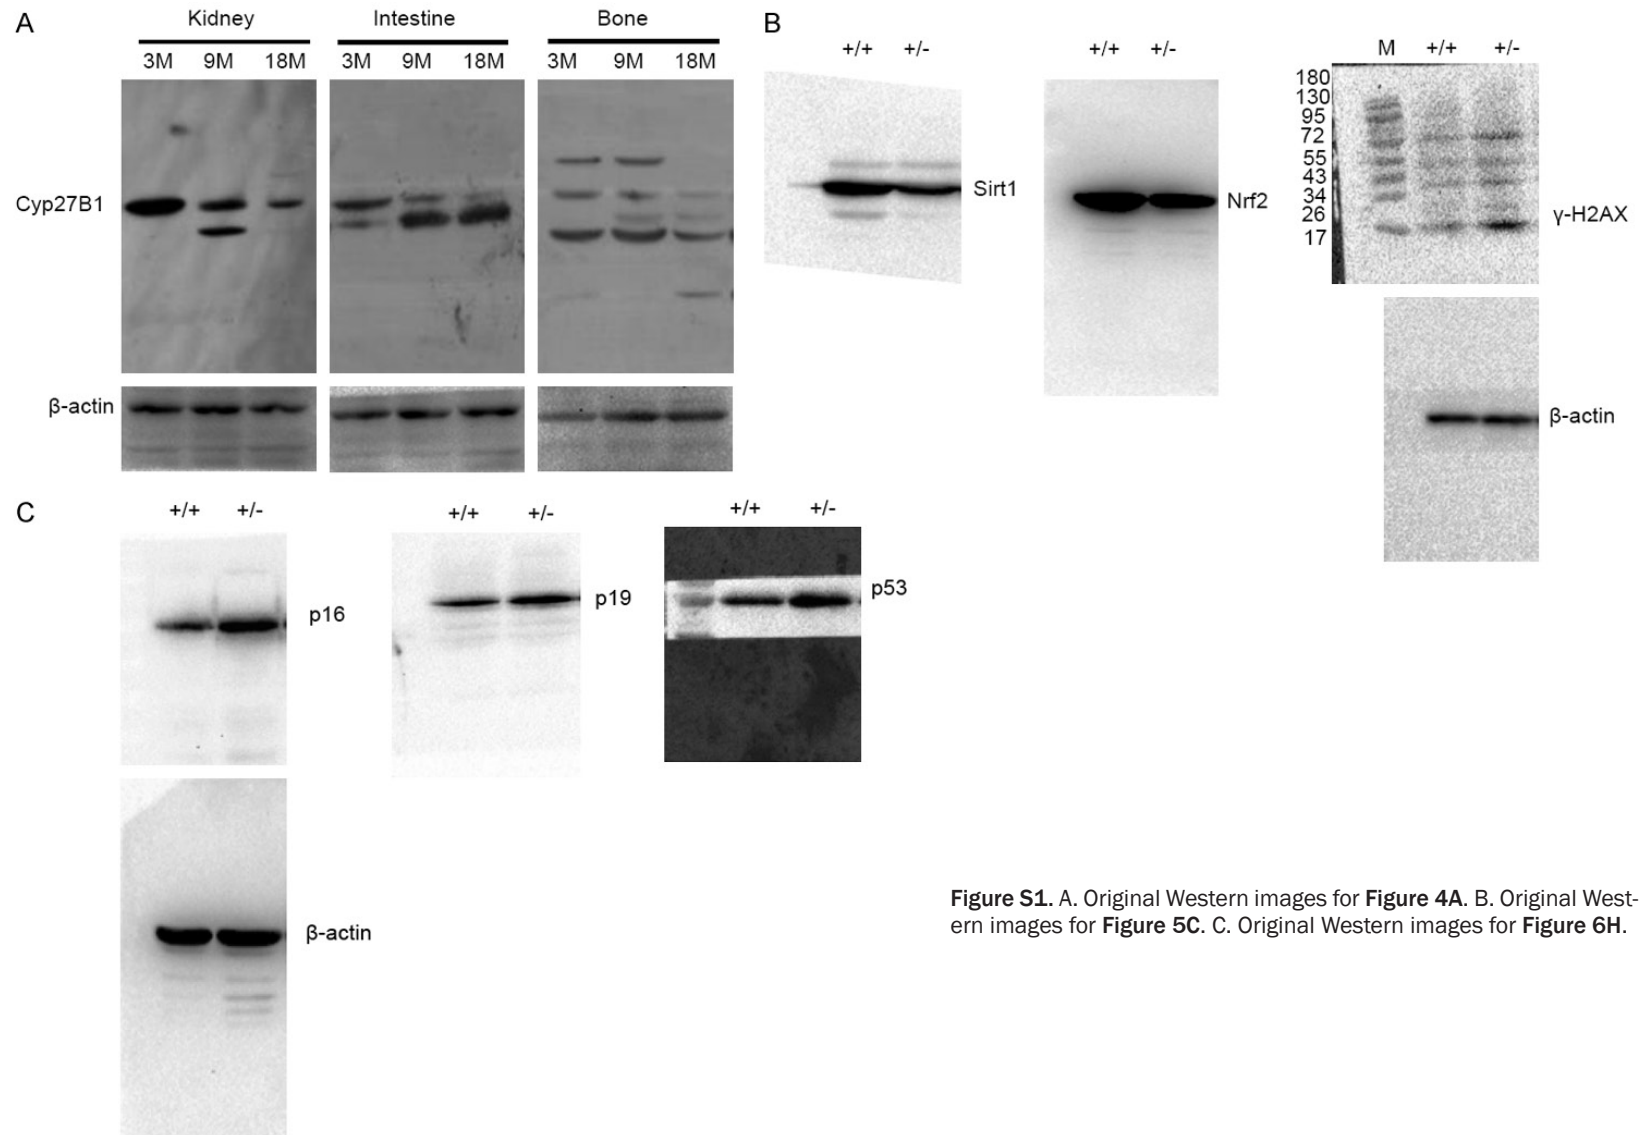 A
Kidney Intestine Bone
3M 9M 18M 3M 9M 18M 3M 9M 18M
Cyp27B1
β-actin
B
+/+ +/-
Sirt1
+/+ +/-
Nrf2
M +/+ +/-
180
130
95
72
55
43
34
26
17
γ-H2AX
β-actin
C
+/+ +/-
p16
+/+ +/-
p19
+/+ +/-
p53
β-actin
Figure S1. A. Original Western images for Figure 4A. B. Original West-
ern images for Figure 5C. C. Original Western images for Figure 6H.